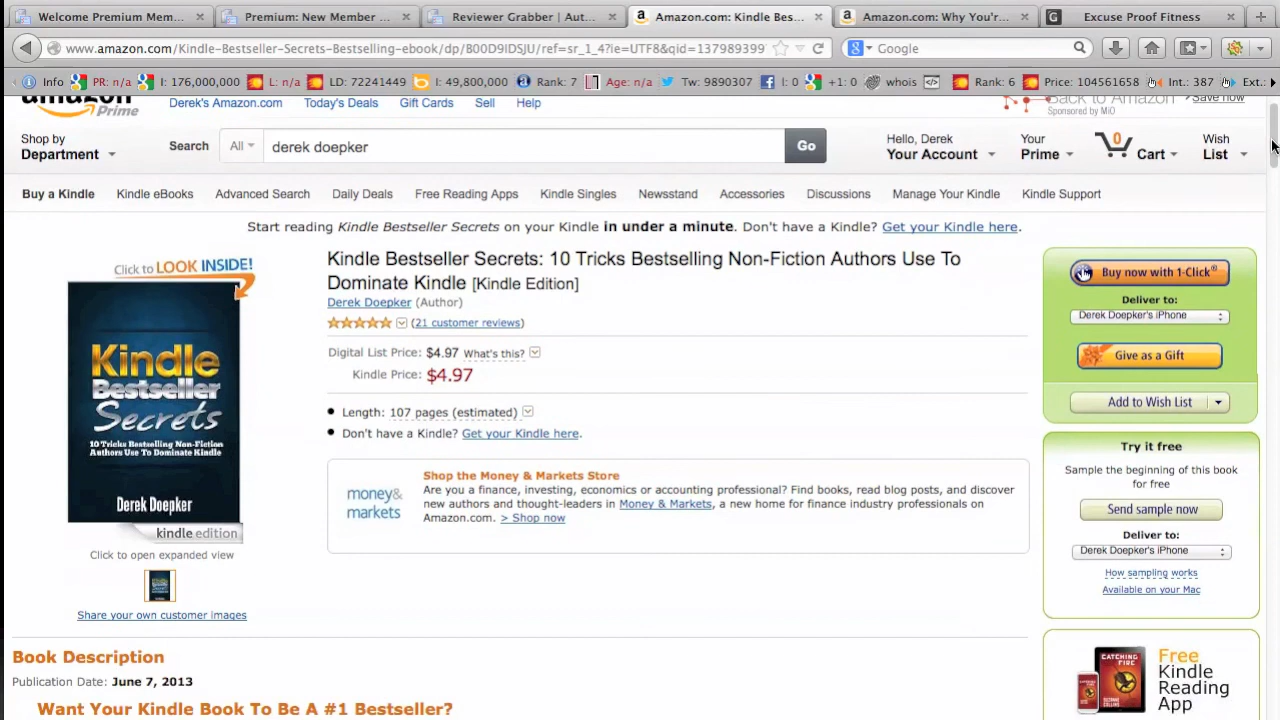 Welcome Premium Mem...
Premium: New Member ...
Reviewer Grabber | Aut...
Amazon.com: Kindle Bes...
Amazon.com: Why You'r...
Excuse Proof Fitness
www.amazon.com/Kindle-Bestseller-Secrets-Bestselling-ebook/dp/B00D9IDSJU/ref=sr_1_4?ie=UTF8&qid=137989399
Google
Info PR: n/a I: 176,000,000 L: n/a LD: 72241449 I: 49,800,000 Rank: 7 Age: n/a Tw: 9890307 I: 0 +1: 0 whois Rank: 6 Price: 104561658 Int.: 387 Ext.:
amazon
Prime
Derek's Amazon.com Today's Deals Gift Cards Sell Help
Back to Amazon
Save now
Sponsored by MiO
Shop by
Department
Search
All
derek doepker
Go
Hello, Derek
Your Account
Your
Prime
0
Cart
Wish
List
Buy a Kindle Kindle eBooks Advanced Search Daily Deals Free Reading Apps Kindle Singles Newsstand Accessories Discussions Manage Your Kindle Kindle Support
Start reading Kindle Bestseller Secrets on your Kindle in under a minute. Don't have a Kindle? Get your Kindle here.
Click to LOOK INSIDE!
Kindle
Bestseller
Secrets
10 Tricks Bestselling Non-Fiction
Authors Use To Dominate Kindle
Derek Doepker
kindle edition
Click to open expanded view
Share your own customer images
Kindle Bestseller Secrets: 10 Tricks Bestselling Non-Fiction Authors Use To
Dominate Kindle [Kindle Edition]
Derek Doepker (Author)
(21 customer reviews)
Digital List Price: $4.97 What's this?
Kindle Price: $4.97
Length: 107 pages (estimated)
Don't have a Kindle? Get your Kindle here.
money&
markets
Shop the Money & Markets Store
Are you a finance, investing, economics or accounting professional? Find books, read blog posts, and discover
new authors and thought-leaders in Money & Markets, a new home for finance industry professionals on
Amazon.com. > Shop now
Buy now with 1-Click®
Deliver to:
Derek Doepker's iPhone
Give as a Gift
Add to Wish List
Try it free
Sample the beginning of this book
for free
Send sample now
Deliver to:
Derek Doepker's iPhone
How sampling works
Available on your Mac
CATCHING
FIRE
Free
Kindle
Reading
App
Book Description
Publication Date: June 7, 2013
Want Your Kindle Book To Be A #1 Bestseller?